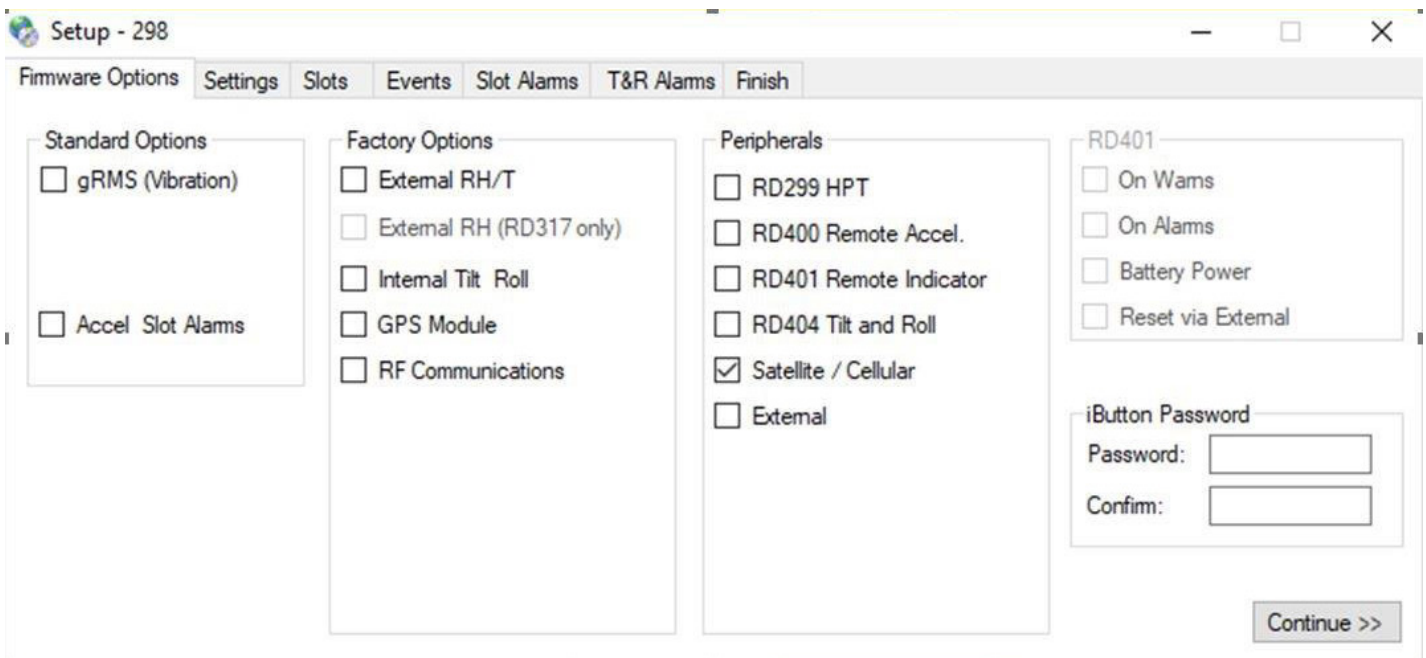 Setup - 298
Firmware Options Settings Slots Events Slot Alarms T&R Alarms Finish
Standard Options
gRMS (Vibration)
Accel Slot Alarms
Factory Options
External RH/T
External RH (RD317 only)
Internal Tilt Roll
GPS Module
RF Communications
Peripherals
RD299 HPT
RD400 Remote Accel.
RD401 Remote Indicator
RD404 Tilt and Roll
Satellite / Cellular
External
RD401
On Warns
On Alarms
Battery Power
Reset via External
iButton Password
Password:
Confirm:
Continue >>